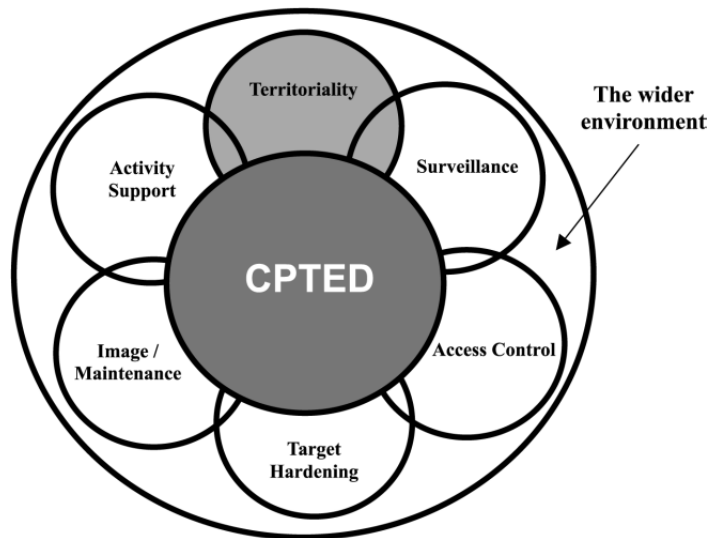 Territoriality
The wider
environment
Activity
Support
Surveillance
CPTED
Image /
Maintenance
Access Control
Target
Hardening